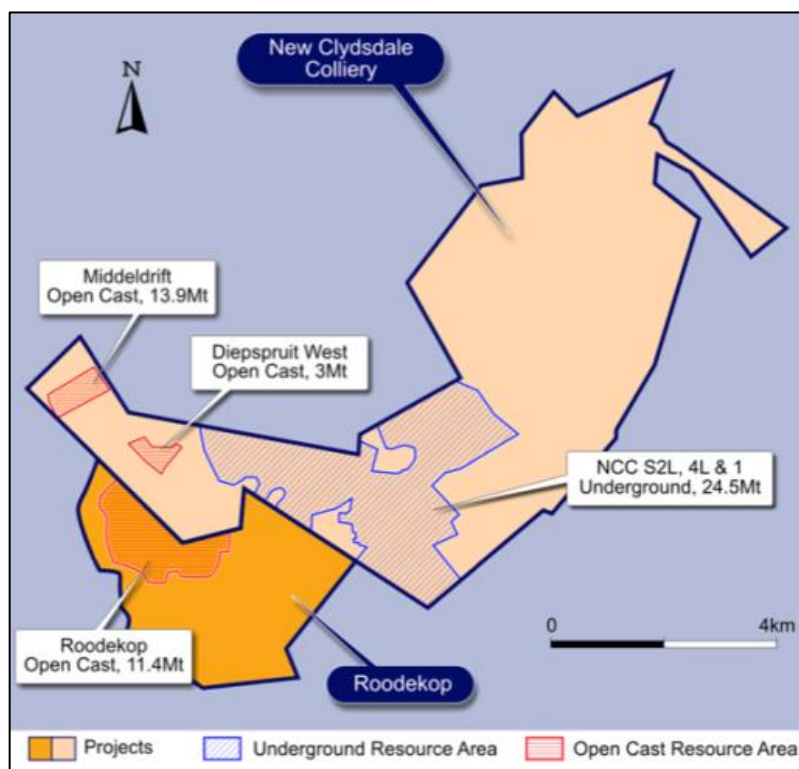 New Clydsdale
Colliery
N
Middeldrift
Open Cast, 13.9Mt
Diepspruit West
Open Cast, 3Mt
NCC S2L, 4L & 1
Underground, 24.5Mt
Roodekop
Open Cast, 11.4Mt
0 4km
Roodekop
Projects Underground Resource Area Open Cast Resource Area